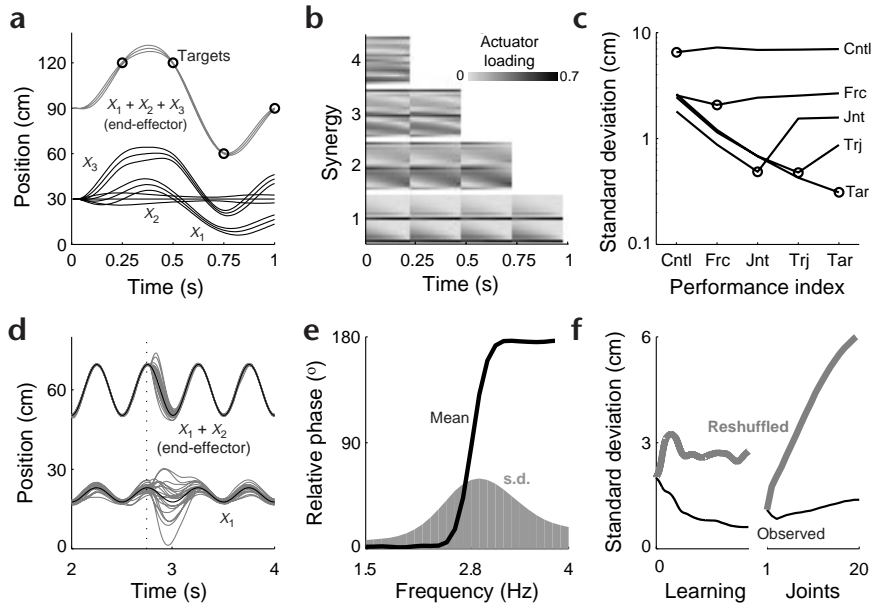 a
Position (cm)
120
90
60
30
0
Targets
X1 + X2 + X3
(end-effector)
X3
X2
X1
0 0.25 0.5 0.75 1
Time (s)
b
Synergy
4
3
2
1
Actuator
loading
0 0.7
0 0.25 0.5 0.75 1
Time (s)
c
Standard deviation (cm)
10
1
0.1
Cntl
Frc
Jnt
Trj
Tar
Cntl Frc Jnt Trj Tar
Performance index
d
Position (cm)
60
30
0
X1 + X2
(end-effector)
X1
2 3 4
Time (s)
e
Relative phase (º)
180
90
0
Mean
s.d.
1.5 2.8 4
Frequency (Hz)
f
Standard deviation (cm)
6
3
0
Reshuffled
Observed
0 1 20
Learning Joints